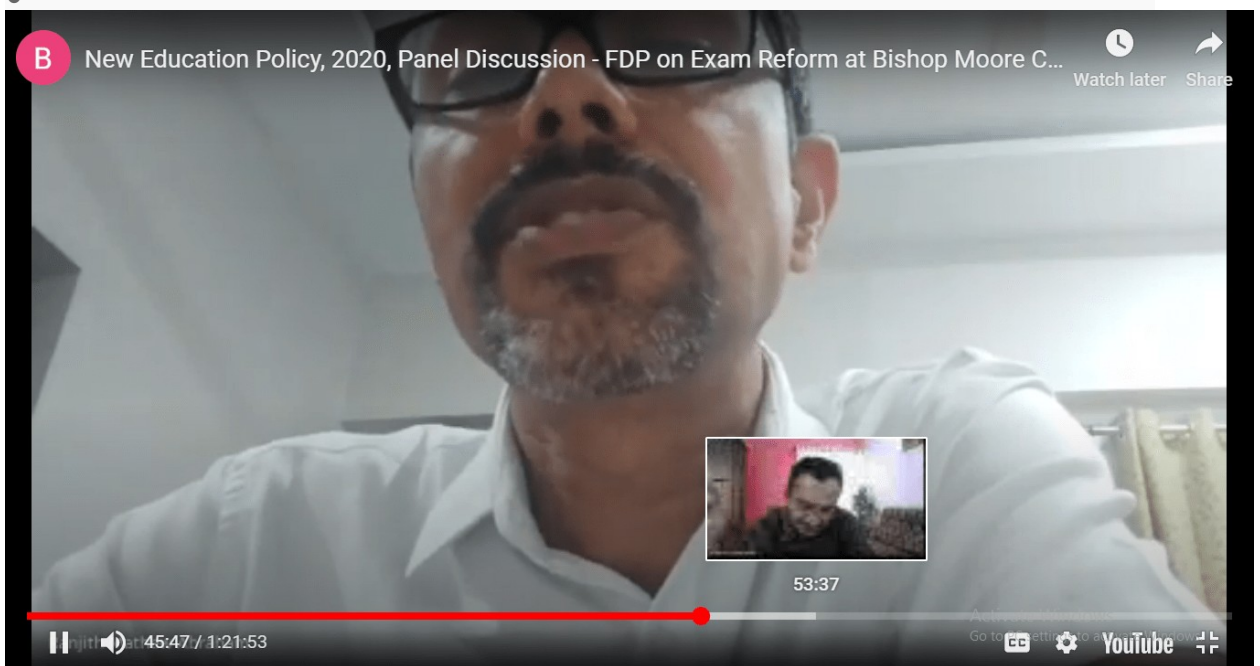 B
New Education Policy, 2020, Panel Discussion - FDP on Exam Reform at Bishop Moore C...
Watch later
Share
53:37
45:47 / 1:21:53
CC
YouTube